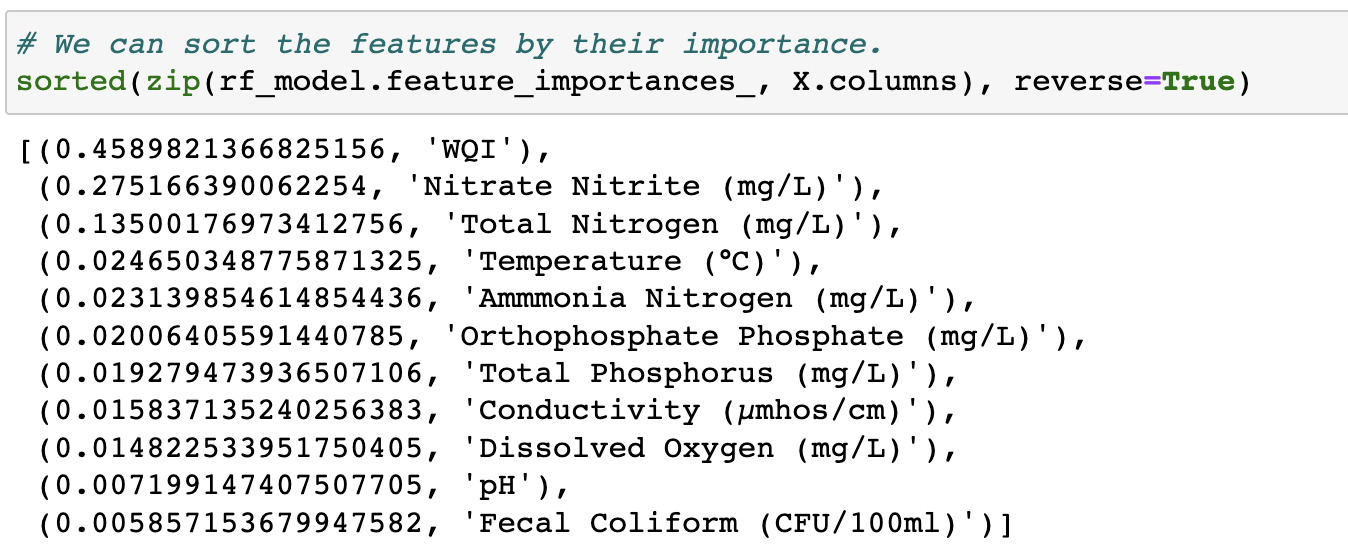 # We can sort the features by their importance.
sorted(zip(rf_model.feature_importances_, X.columns), reverse=True)
[(0.4589821366825156, 'WQI'),
(0.275166390062254, 'Nitrate Nitrite (mg/L)'),
(0.13500176973412756, 'Total Nitrogen (mg/L)'),
(0.024650348775871325, 'Temperature (°C)'),
(0.023139854614854436, 'Ammmonia Nitrogen (mg/L)'),
(0.02006405591440785, 'Orthophosphate Phosphate (mg/L)'),
(0.019279473936507106, 'Total Phosphorus (mg/L)'),
(0.015837135240256383, 'Conductivity (µmhos/cm)'),
(0.014822533951750405, 'Dissolved Oxygen (mg/L)'),
(0.007199147407507705, 'pH'),
(0.005857153679947582, 'Fecal Coliform (CFU/100ml)')]